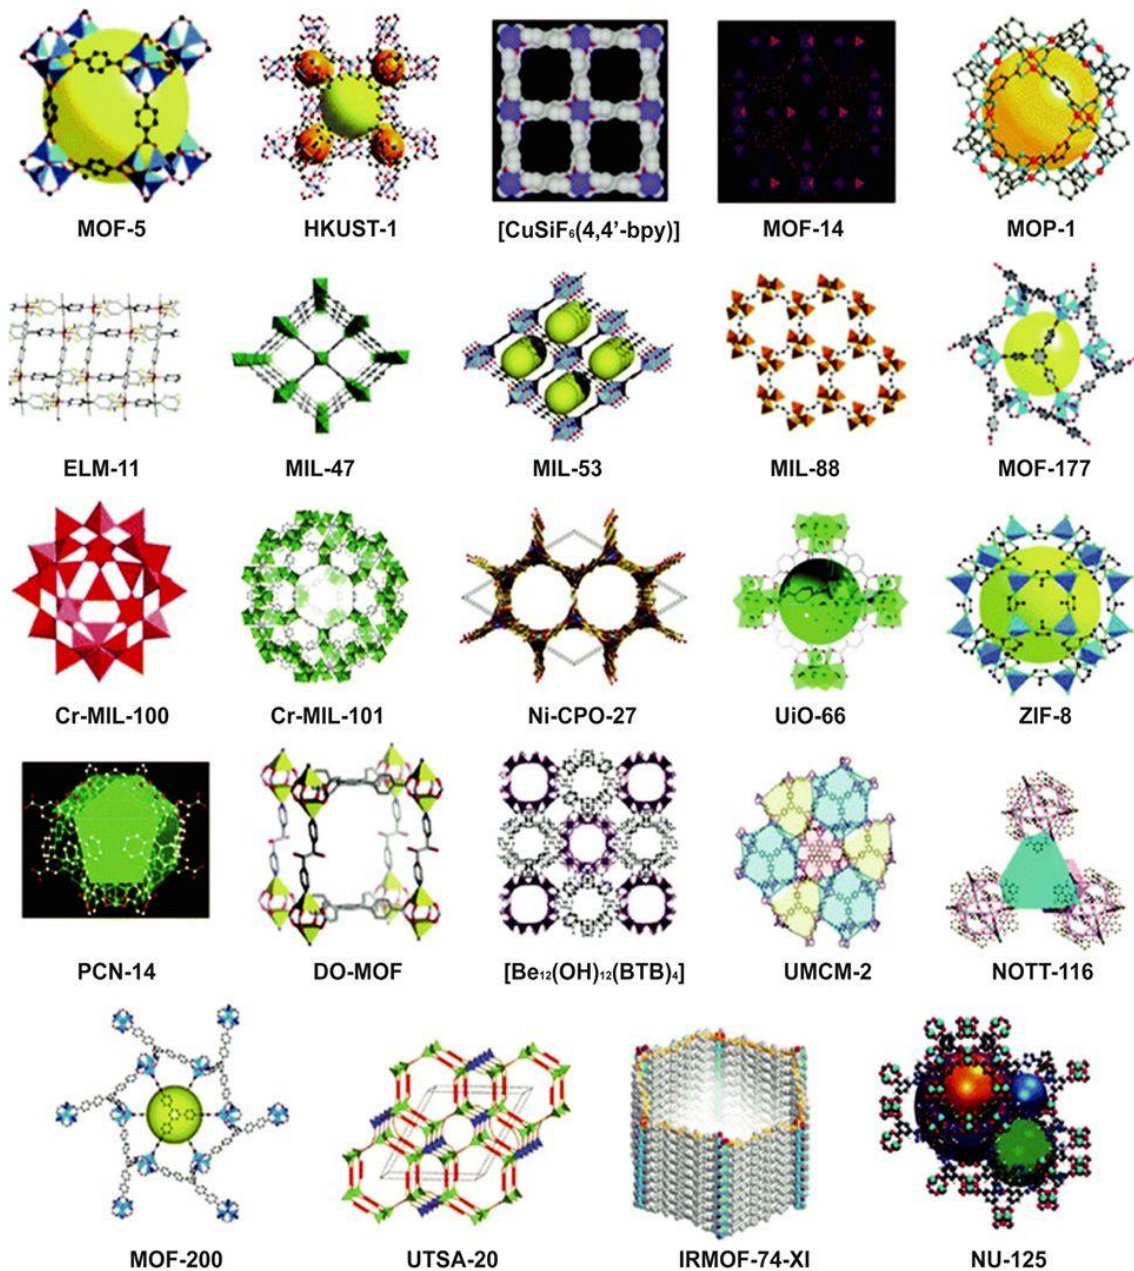 MOF-5 HKUST-1 [CuSiF₆(4,4’-bpy)] MOF-14 MOP-1
ELM-11 MIL-47 MIL-53 MIL-88 MOF-177
Cr-MIL-100 Cr-MIL-101 Ni-CPO-27 UiO-66 ZIF-8
PCN-14 DO-MOF [Be₁₂(OH)₁₂(BTB)₄] UMCM-2 NOTT-116
MOF-200 UTSA-20 IRMOF-74-XI NU-125